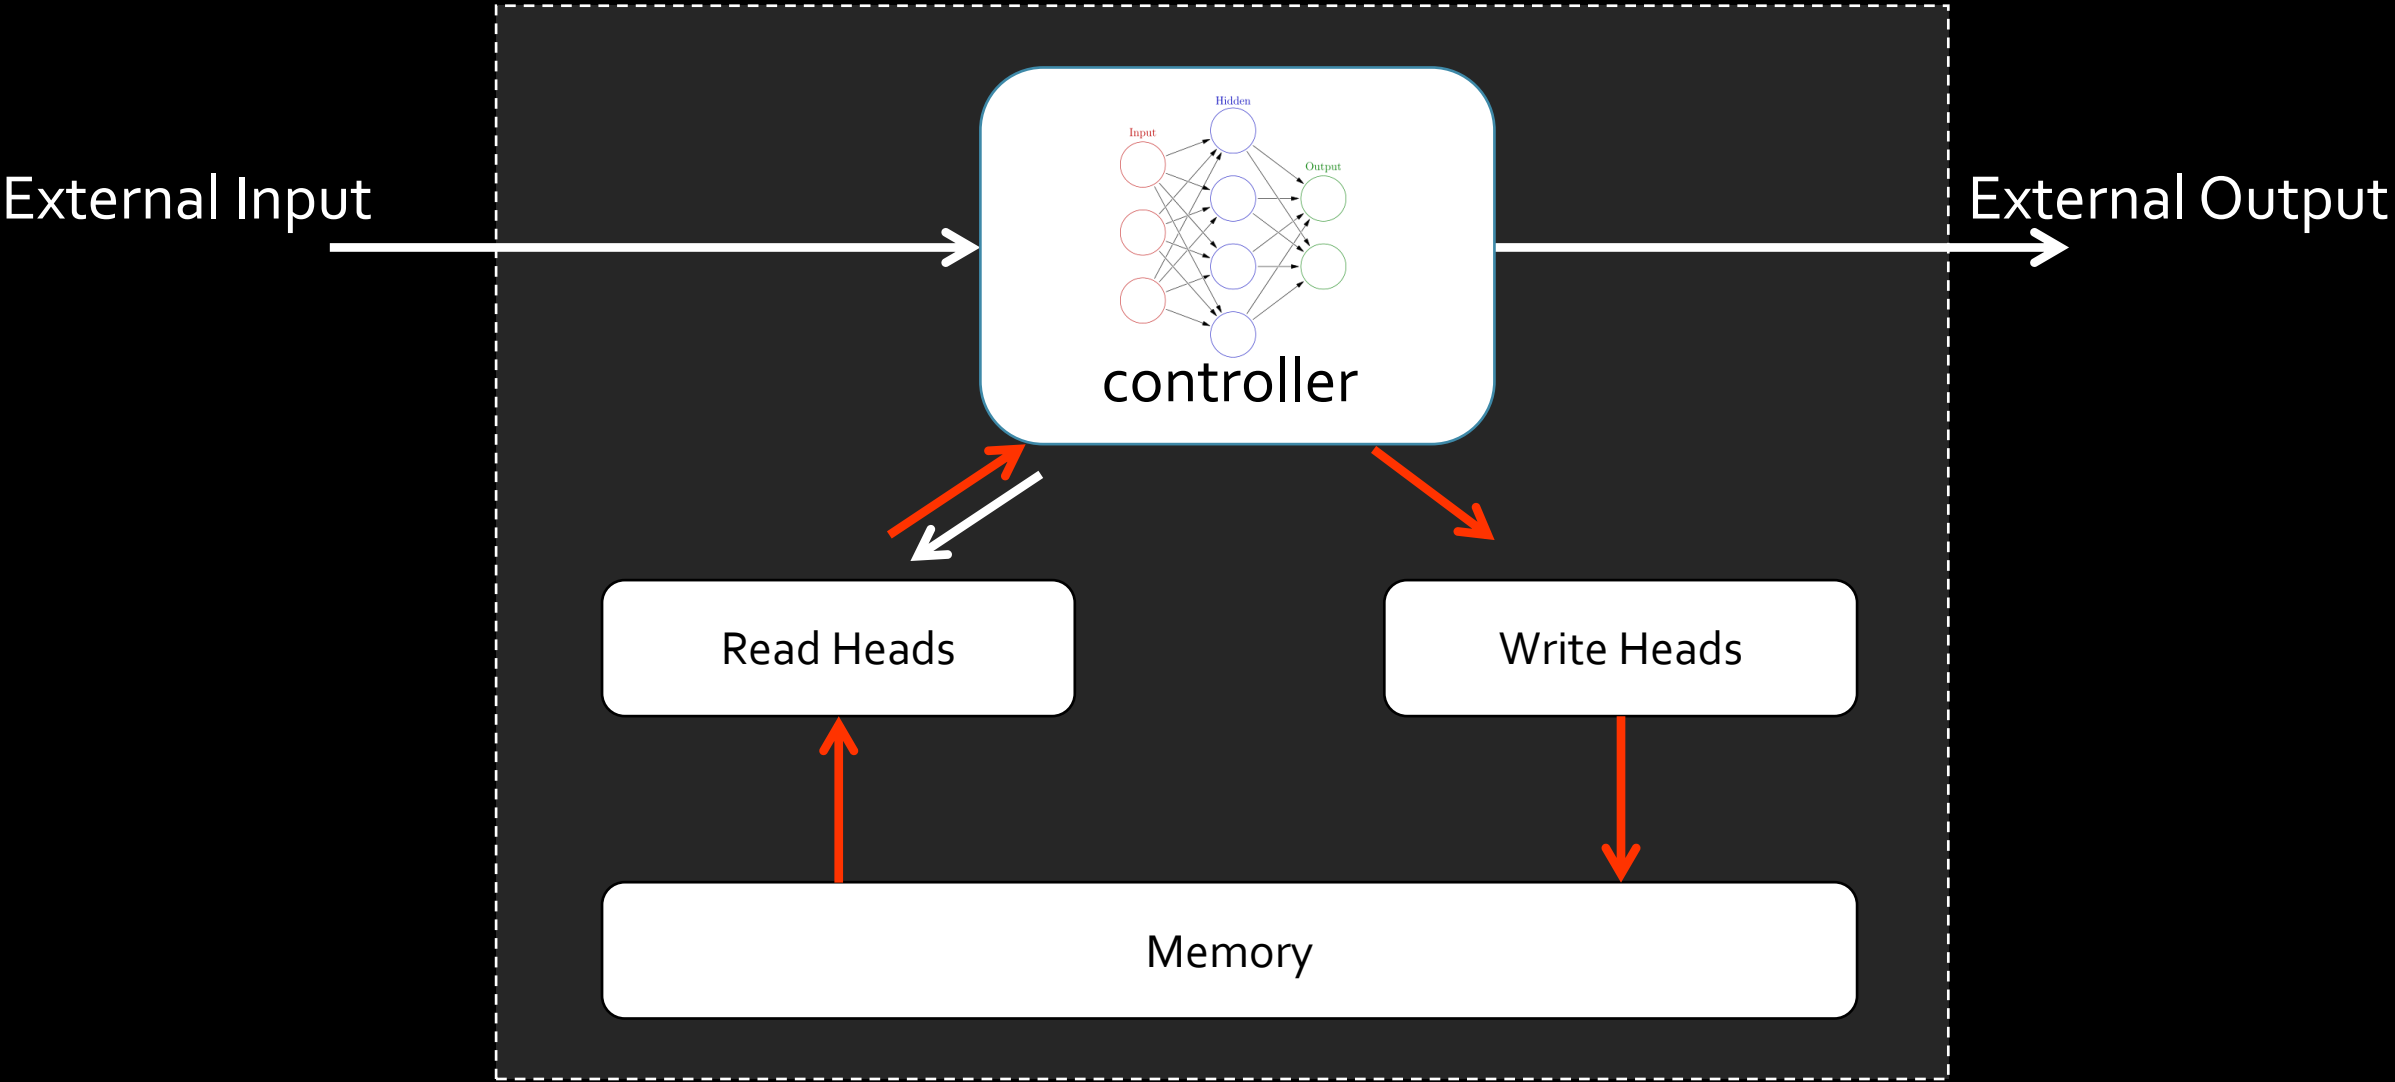 External Input
Hidden
Input
Output
controller
External Output
Read Heads
Write Heads
Memory